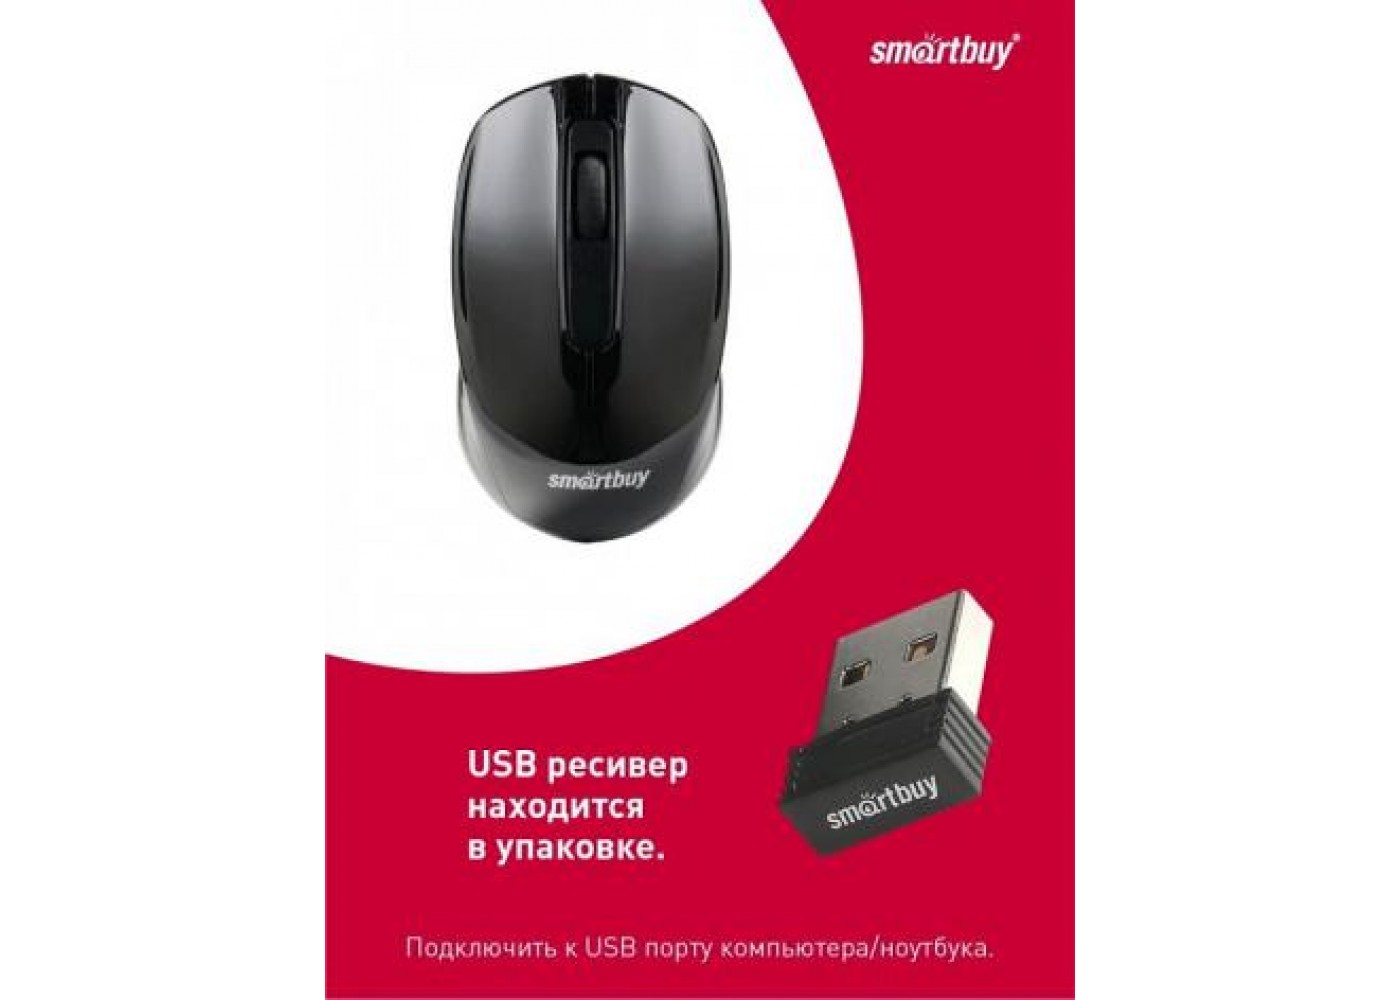 smartbuy®
smartbuy
smartbuy
USB ресивер
находится
в упаковке.
Подключить к USB порту компьютера/ноутбука.